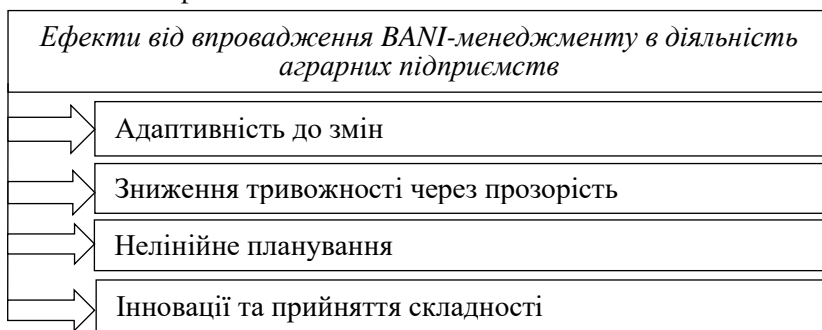 Ефекти від впровадження BANI-менеджменту в діяльність
аграрних підприємств
Адаптивність до змін
Зниження тривожності через прозорість
Нелінійне планування
Інновації та прийняття складності